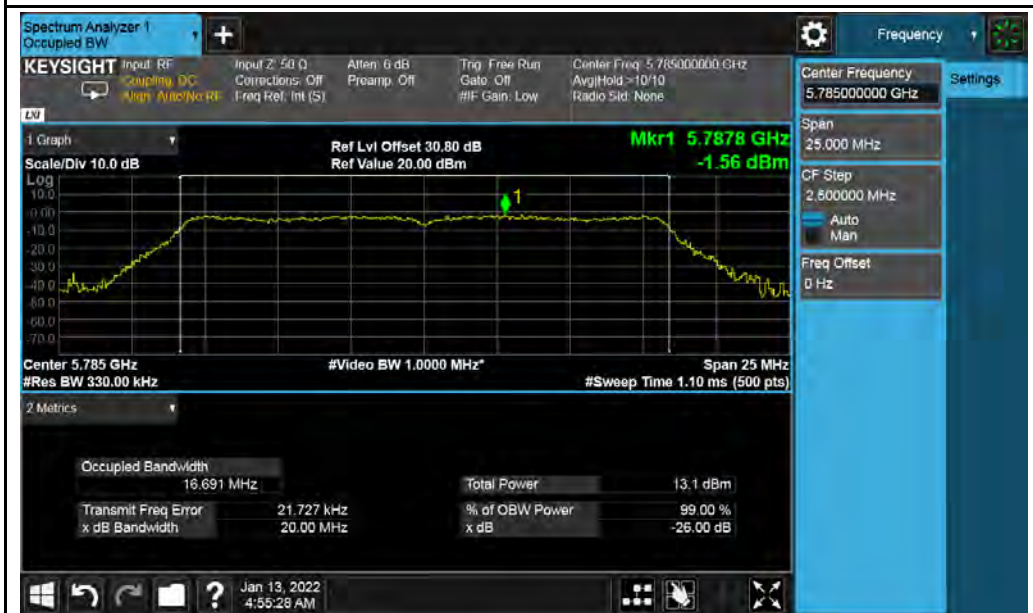 Spectrum Analyzer 1
Occupied BW
Frequency
KEYSIGHT Input: RF
Coupling: DC
Align: Auto/No RF
Input Z: 50 Ω
Corrections: Off
Freq Ref: Int (S)
Atten: 6 dB
Preamp: Off
Trig: Free Run
Gate: Off
#IF Gain: Low
Center Freq: 5.785000000 GHz
Avg|Hold:>10/10
Radio Std: None
LXI
Center Frequency
5.785000000 GHz
Settings
Span
25.000 MHz
CF Step
2.500000 MHz
Auto
Man
Freq Offset
0 Hz
1 Graph
Scale/Div 10.0 dB
Ref Lvl Offset 30.80 dB
Ref Value 20.00 dBm
Mkr1 5.7878 GHz
-1.56 dBm
Log
10.0
0.00
-10.0
-20.0
-30.0
-40.0
-50.0
-60.0
-70.0
1
Center 5.785 GHz
#Res BW 330.00 kHz
#Video BW 1.0000 MHz*
Span 25 MHz
#Sweep Time 1.10 ms (500 pts)
2 Metrics
Occupied Bandwidth
16.691 MHz
Total Power 13.1 dBm
Transmit Freq Error 21.727 kHz
% of OBW Power 99.00 %
x dB Bandwidth 20.00 MHz
x dB -26.00 dB
?
Jan 13, 2022
4:55:28 AM